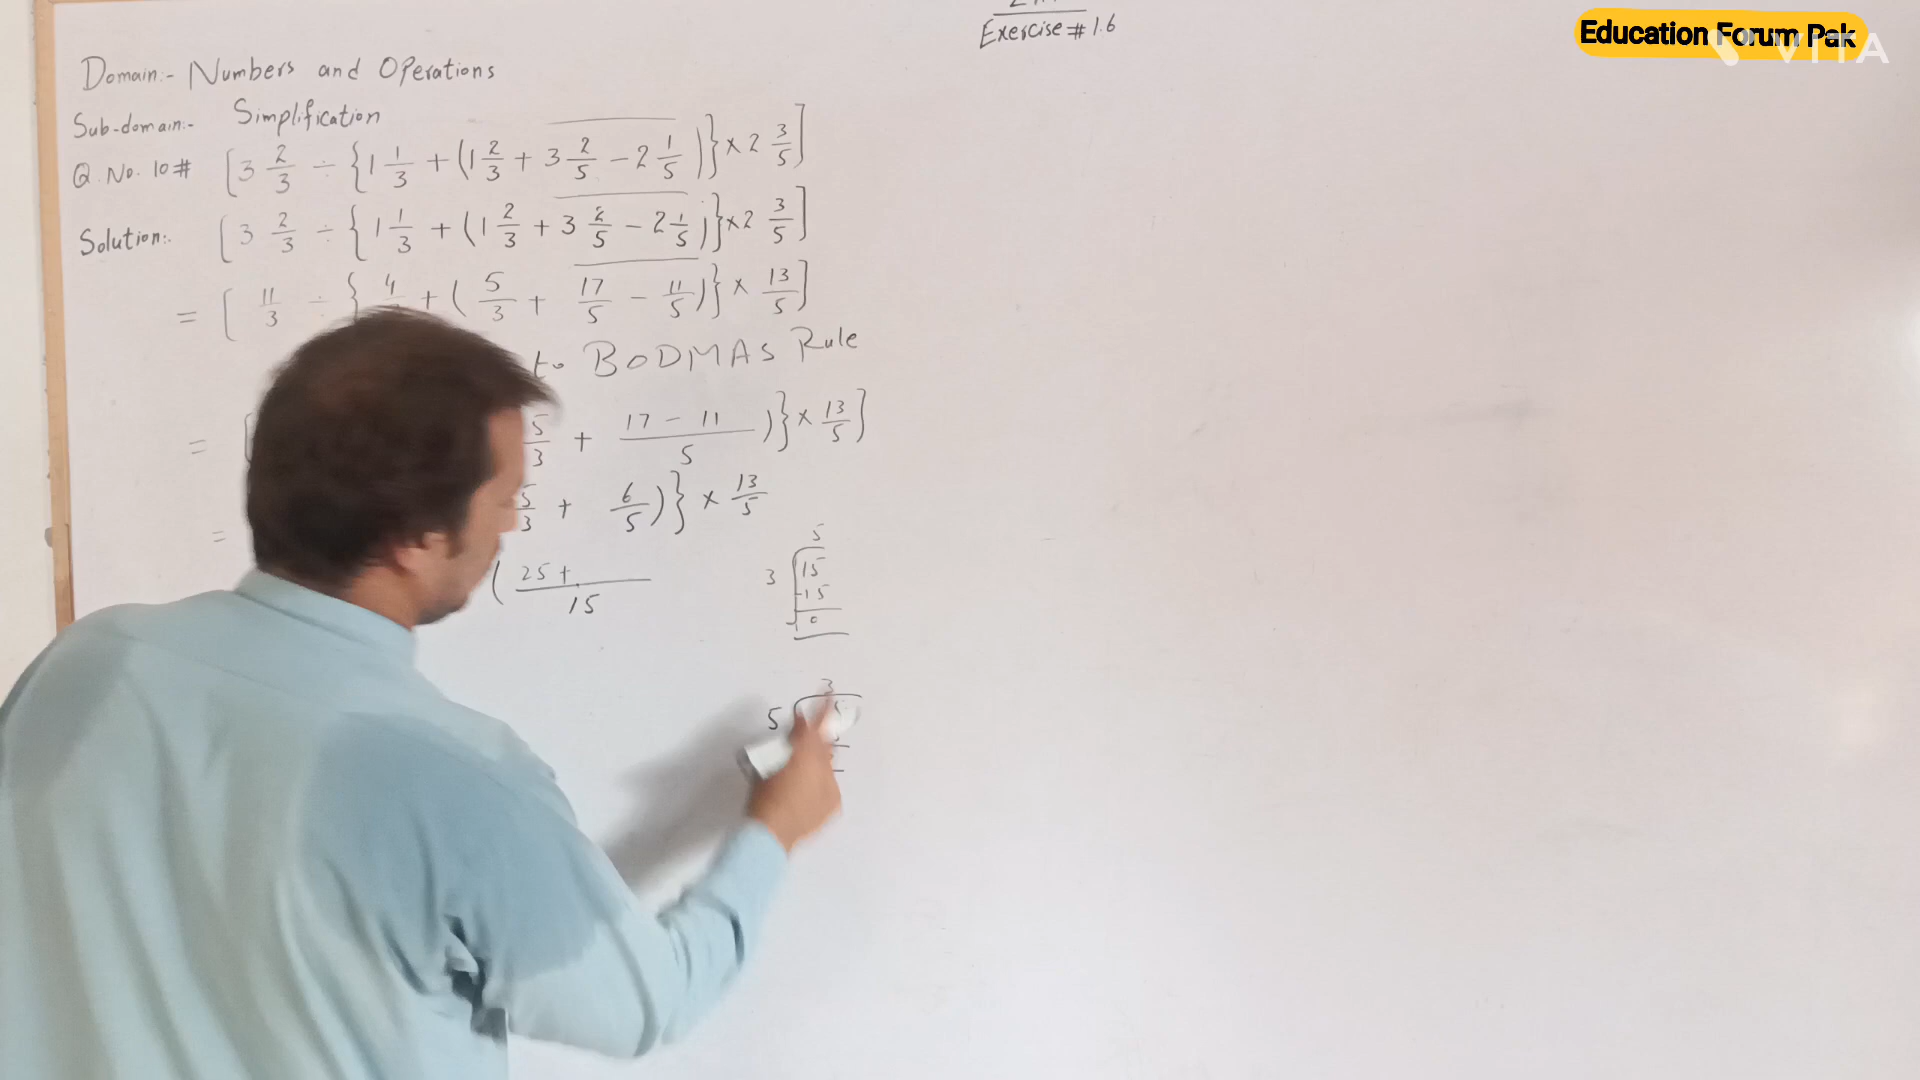 Exercise # 1.6
Education Forum Pak
VITA
Domain:- Numbers and Operations
Sub-domain:- Simplification
Q. No. 10# [3 2/3 ÷ {1 1/3 + (1 2/3 + 3 2/5 - 2 1/5)} × 2 3/5]
Solution:. [3 2/3 ÷ {1 1/3 + (1 2/3 + 3 2/5 - 2 1/5)} × 2 3/5]
= [11/3 ÷ {4 + (5/3 + 17/5 - 11/5)} × 13/5]
to BODMAS Rule
= [ 5/3 + 17 - 11/5)} × 13/5]
= 5/3 + 6/5)} × 13/5
(25 +/15
5
3 15
-15
0
3
5